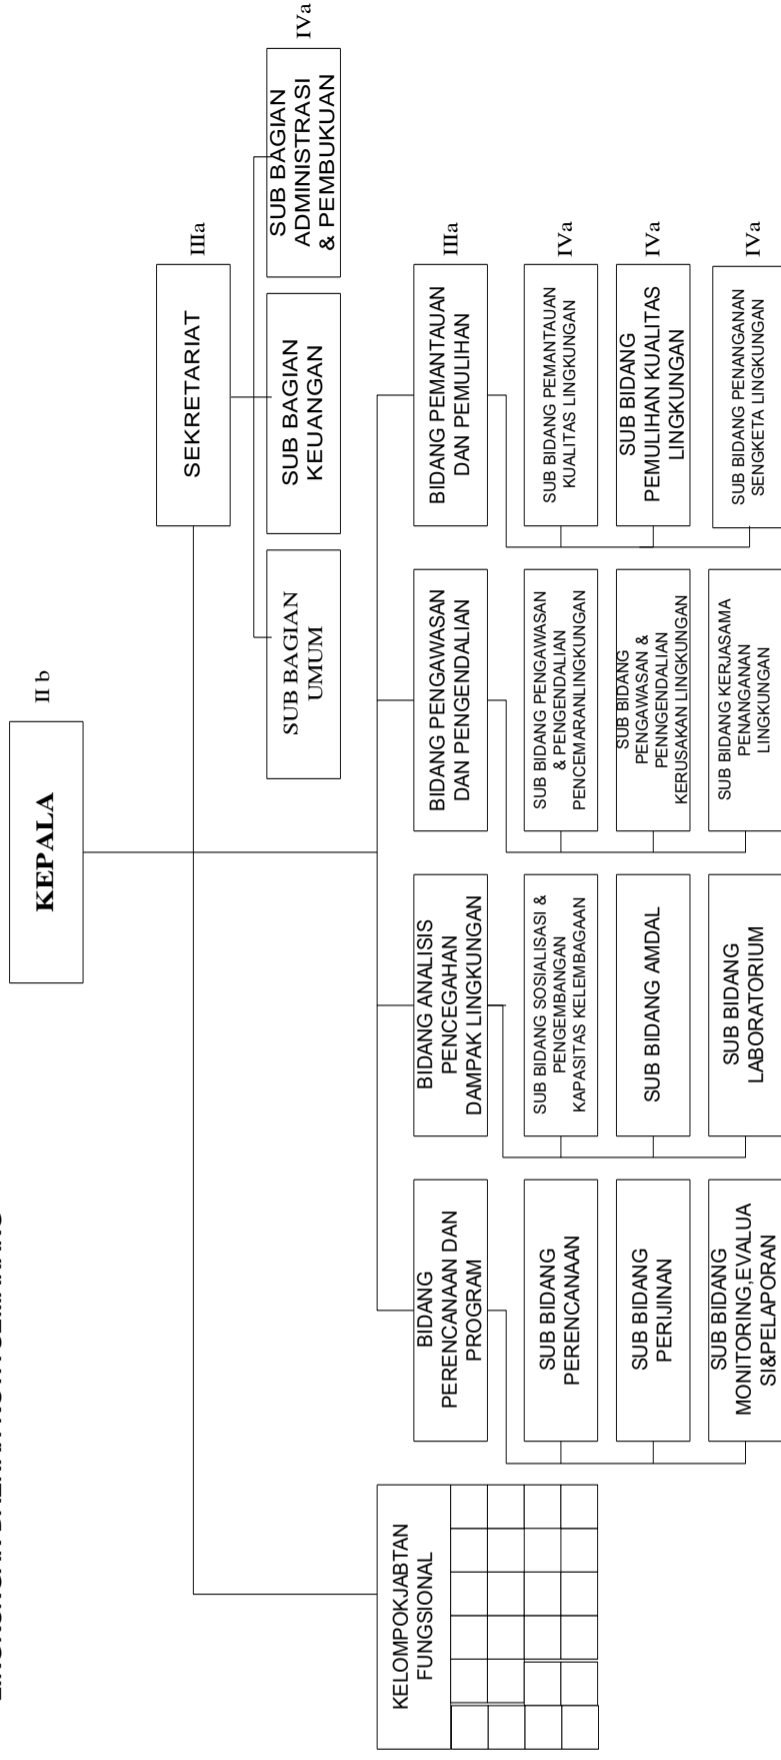 LINGKUNGAN DAERAH KOTA SEMARANG
KEPALA
II b
SEKRETARIAT
IIIa
SUB BAGIAN
UMUM
SUB BAGIAN
KEUANGAN
SUB BAGIAN
ADMINISTRASI
& PEMBUKUAN
IVa
KELOMPOKJABTAN
FUNGSIONAL
BIDANG
PERENCANAAN DAN
PROGRAM
BIDANG ANALISIS
PENCEGAHAN
DAMPAK LINGKUNGAN
BIDANG PENGAWASAN
DAN PENGENDALIAN
BIDANG PEMANTAUAN
DAN PEMULIHAN
IIIa
SUB BIDANG
PERENCANAAN
SUB BIDANG SOSIALISASI &
PENGEMBANGAN
KAPASITAS KELEMBAGAAN
SUB BIDANG PENGAWASAN
& PENGENDALIAN
PENCEMARANLINGKUNGAN
SUB BIDANG PEMANTAUAN
KUALITAS LINGKUNGAN
IVa
SUB BIDANG
PERIJINAN
SUB BIDANG AMDAL
SUB BIDANG
PENGAWASAN &
PENNGENDALIAN
KERUSAKAN LINGKUNGAN
SUB BIDANG
PEMULIHAN KUALITAS
LINGKUNGAN
IVa
SUB BIDANG
MONITORING,EVALUA
SI&PELAPORAN
SUB BIDANG
LABORATORIUM
SUB BIDANG KERJASAMA
PENANGANAN
LINGKUNGAN
SUB BIDANG PENANGANAN
SENGKETA LINGKUNGAN
IVa